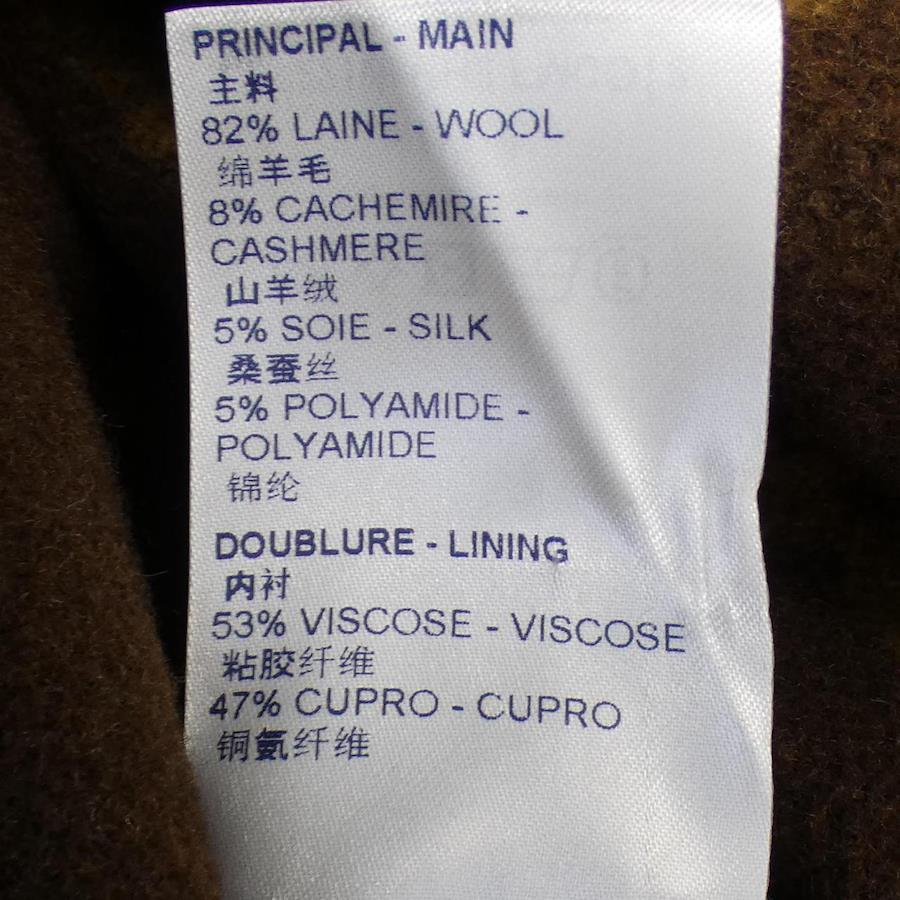 PRINCIPAL - MAIN
主料
82% LAINE - WOOL
绵羊毛
8% CACHEMIRE -
CASHMERE
山羊绒
5% SOIE - SILK
桑蚕丝
5% POLYAMIDE -
POLYAMIDE
锦纶
DOUBLURE - LINING
内衬
53% VISCOSE - VISCOSE
粘胶纤维
47% CUPRO - CUPRO
铜氨纤维